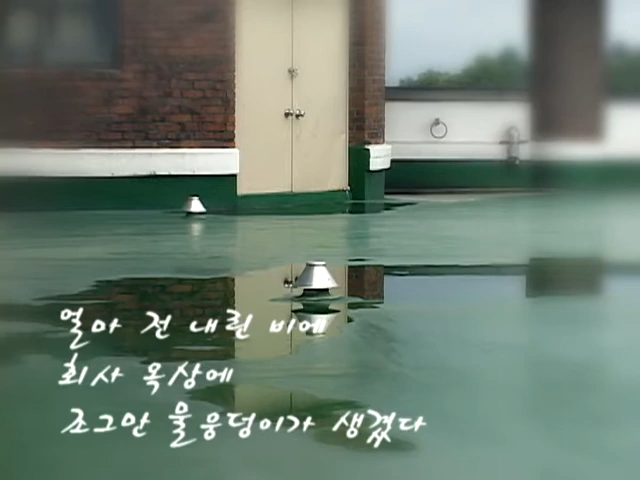 얼마 전 내린 비에
회사 옥상에
조그만 물웅덩이가 생겼다